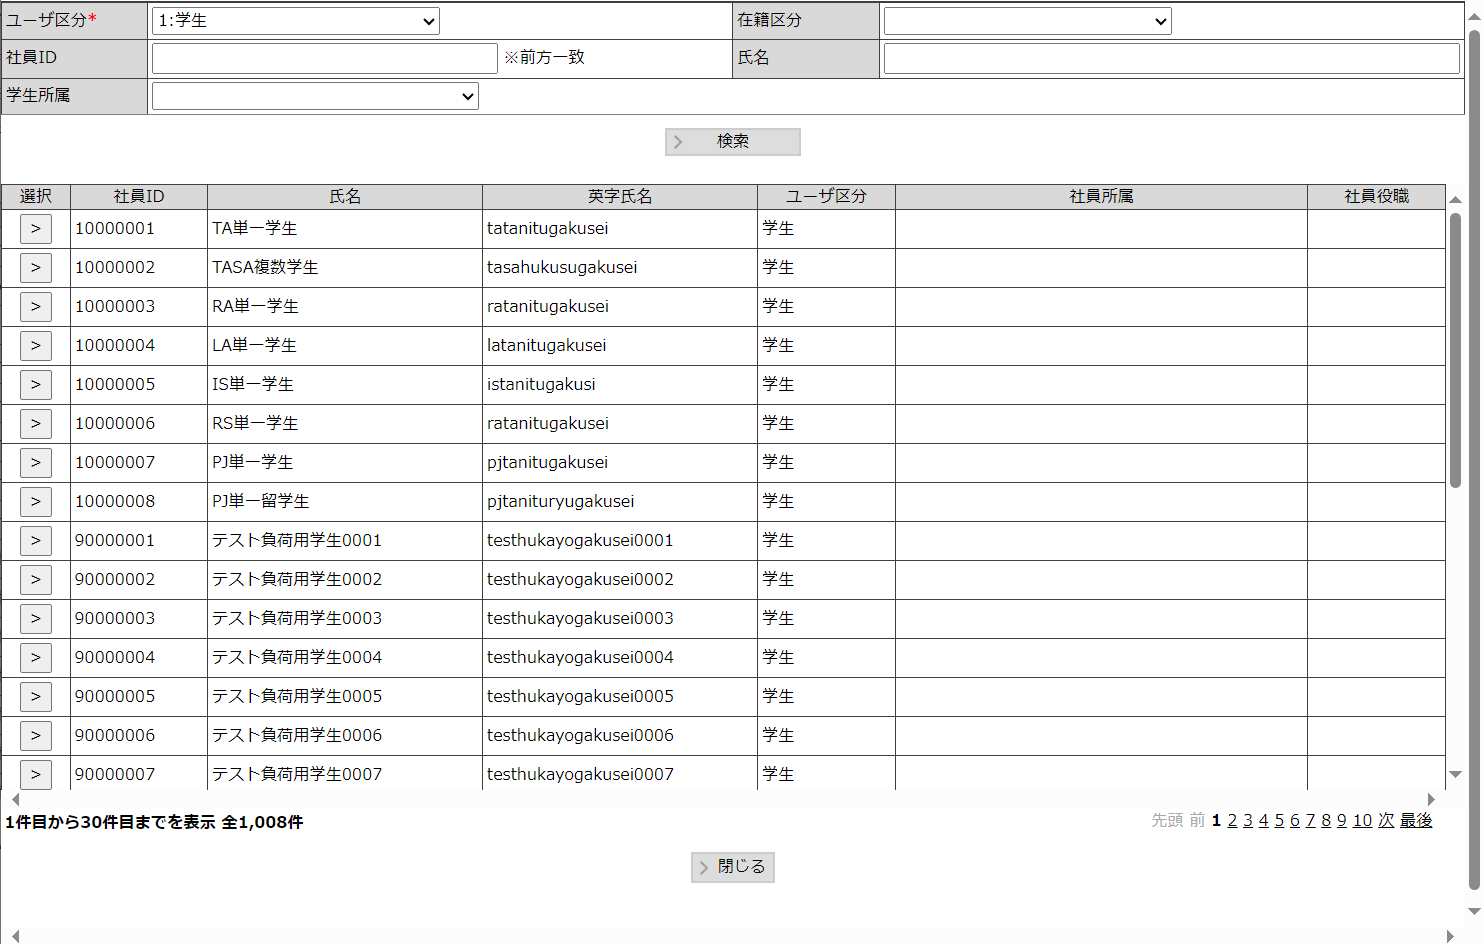 ユーザ区分* 1:学生 在籍区分
社員ID ※前方一致 氏名
学生所属
検索
選択 社員ID 氏名 英字氏名 ユーザ区分 社員所属 社員役職
> 10000001 TA単一学生 tatanitugakusei 学生
> 10000002 TASA複数学生 tasahukusugakusei 学生
> 10000003 RA単一学生 ratanitugakusei 学生
> 10000004 LA単一学生 latanitugakusei 学生
> 10000005 IS単一学生 istanitugakusi 学生
> 10000006 RS単一学生 ratanitugakusei 学生
> 10000007 PJ単一学生 pjtanitugakusei 学生
> 10000008 PJ単一留学生 pjtanituryugakusei 学生
> 90000001 テスト負荷用学生0001 testhukayogakusei0001 学生
> 90000002 テスト負荷用学生0002 testhukayogakusei0002 学生
> 90000003 テスト負荷用学生0003 testhukayogakusei0003 学生
> 90000004 テスト負荷用学生0004 testhukayogakusei0004 学生
> 90000005 テスト負荷用学生0005 testhukayogakusei0005 学生
> 90000006 テスト負荷用学生0006 testhukayogakusei0006 学生
> 90000007 テスト負荷用学生0007 testhukayogakusei0007 学生
1件目から30件目までを表示 全1,008件 先頭 前 1 2 3 4 5 6 7 8 9 10 次 最後
閉じる